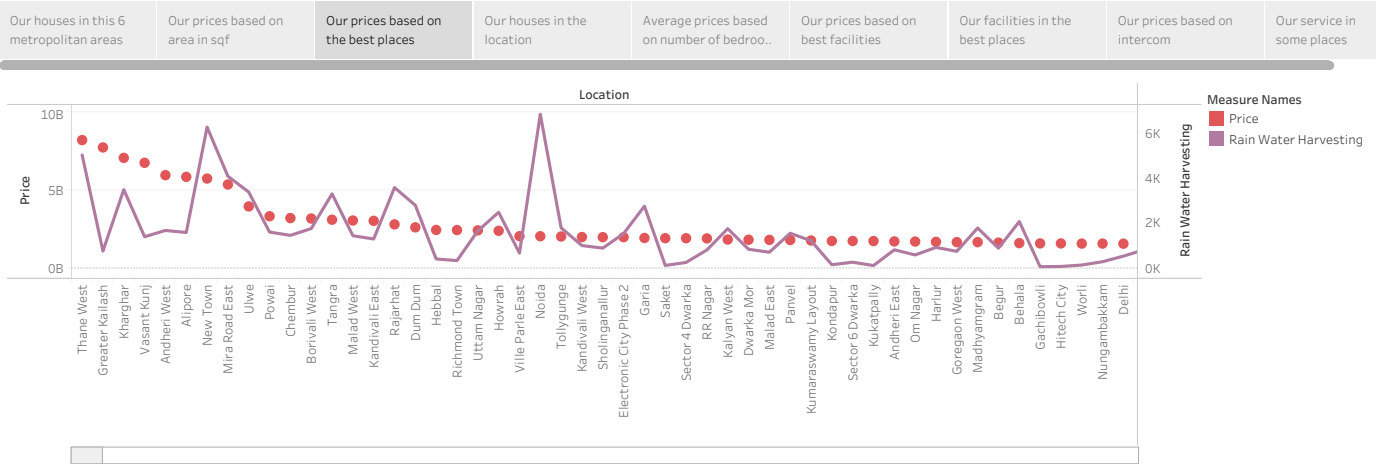 Our houses in this 6
metropolitan areas
Our prices based on
area in sqf
Our prices based on
the best places
Our houses in the
location
Average prices based
on number of bedroo..
Our prices based on
best facilities
Our facilities in the
best places
Our prices based on
intercom
Our service in
some places
Location
Measure Names
Price
Rain Water Harvesting
10B
5B
0B
Price
6K
4K
2K
0K
Rain Water Harvesting
Thane West
Greater Kailash
Kharghar
Vasant Kunj
Andheri West
Alipore
New Town
Mira Road East
Ulwe
Powai
Chembur
Borivali West
Tangra
Malad West
Kandivali East
Rajarhat
Dum Dum
Hebbal
Richmond Town
Uttam Nagar
Howrah
Ville Parle East
Noida
Tollygunge
Kandivali West
Sholinganallur
Electronic City Phase 2
Garia
Saket
Sector 4 Dwarka
RR Nagar
Kalyan West
Dwarka Mor
Malad East
Panvel
Kumaraswamy Layout
Kondapur
Sector 6 Dwarka
Kukatpally
Andheri East
Om Nagar
Harlur
Goregaon West
Madhyamgram
Begur
Behala
Gachibowli
Hitech City
Worli
Nungambakkam
Delhi